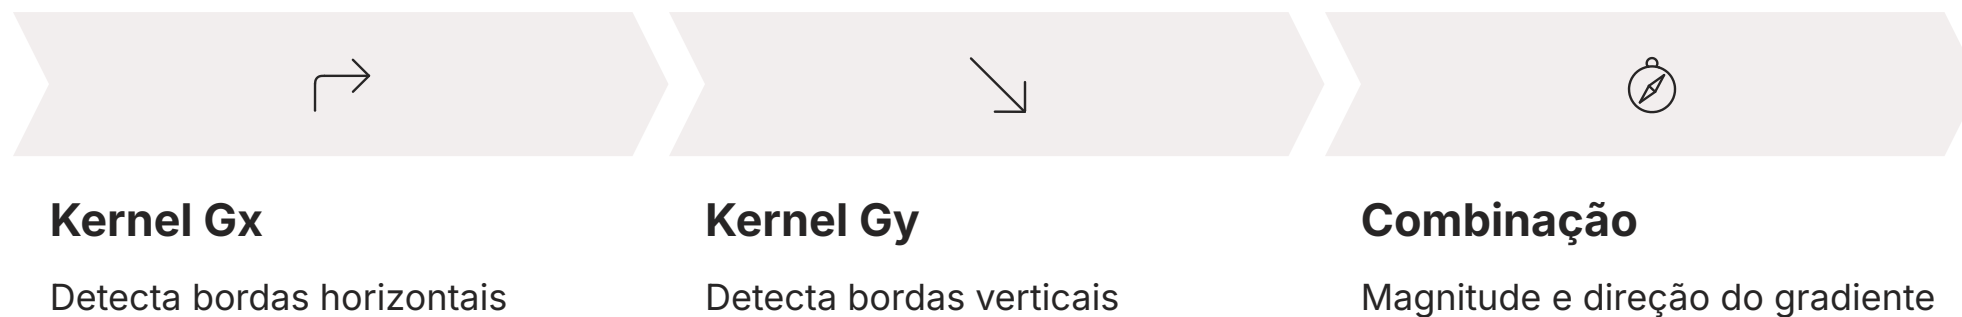 Kernel Gx
Detecta bordas horizontais
Kernel Gy
Detecta bordas verticais
Combinação
Magnitude e direção do gradiente